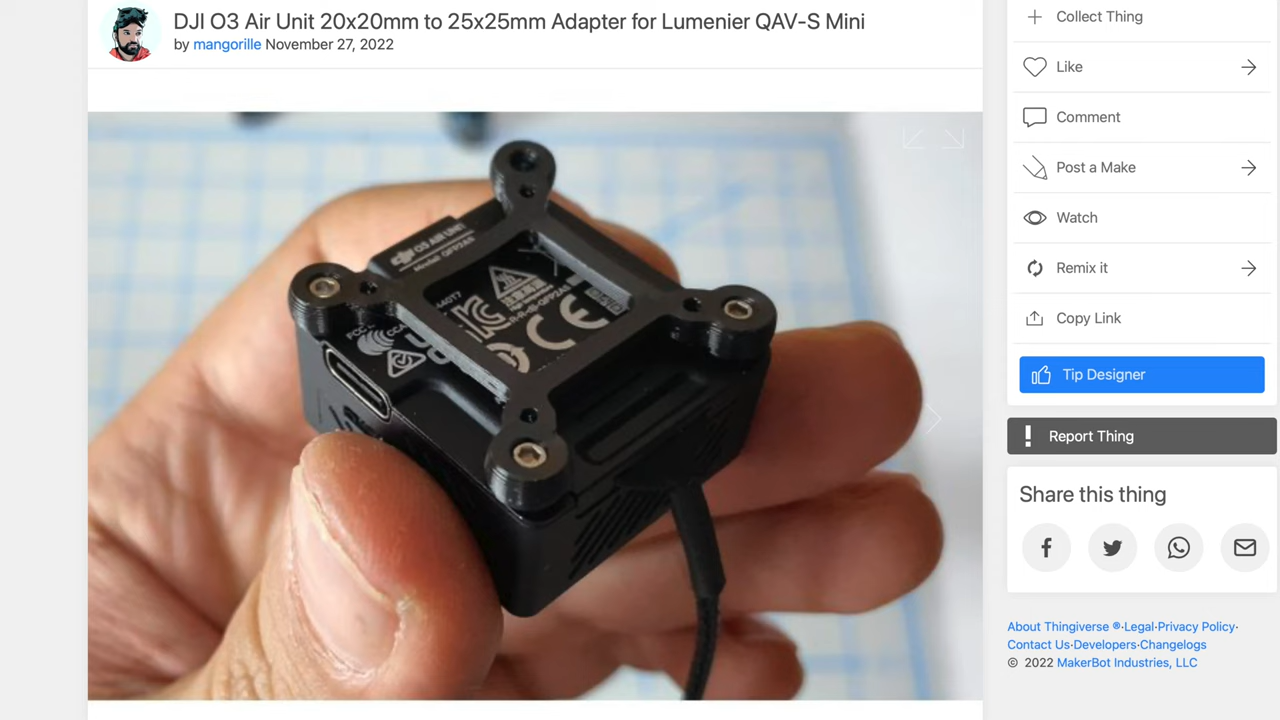 DJI O3 Air Unit 20x20mm to 25x25mm Adapter for Lumenier QAV-S Mini
by mangorille November 27, 2022
dji O3 AIR UNIT
Collect Thing
Like
Comment
Post a Make
Watch
Remix it
Copy Link
Tip Designer
Report Thing
Share this thing
About Thingiverse ®·Legal·Privacy Policy·
Contact Us·Developers·Changelogs
© 2022 MakerBot Industries, LLC